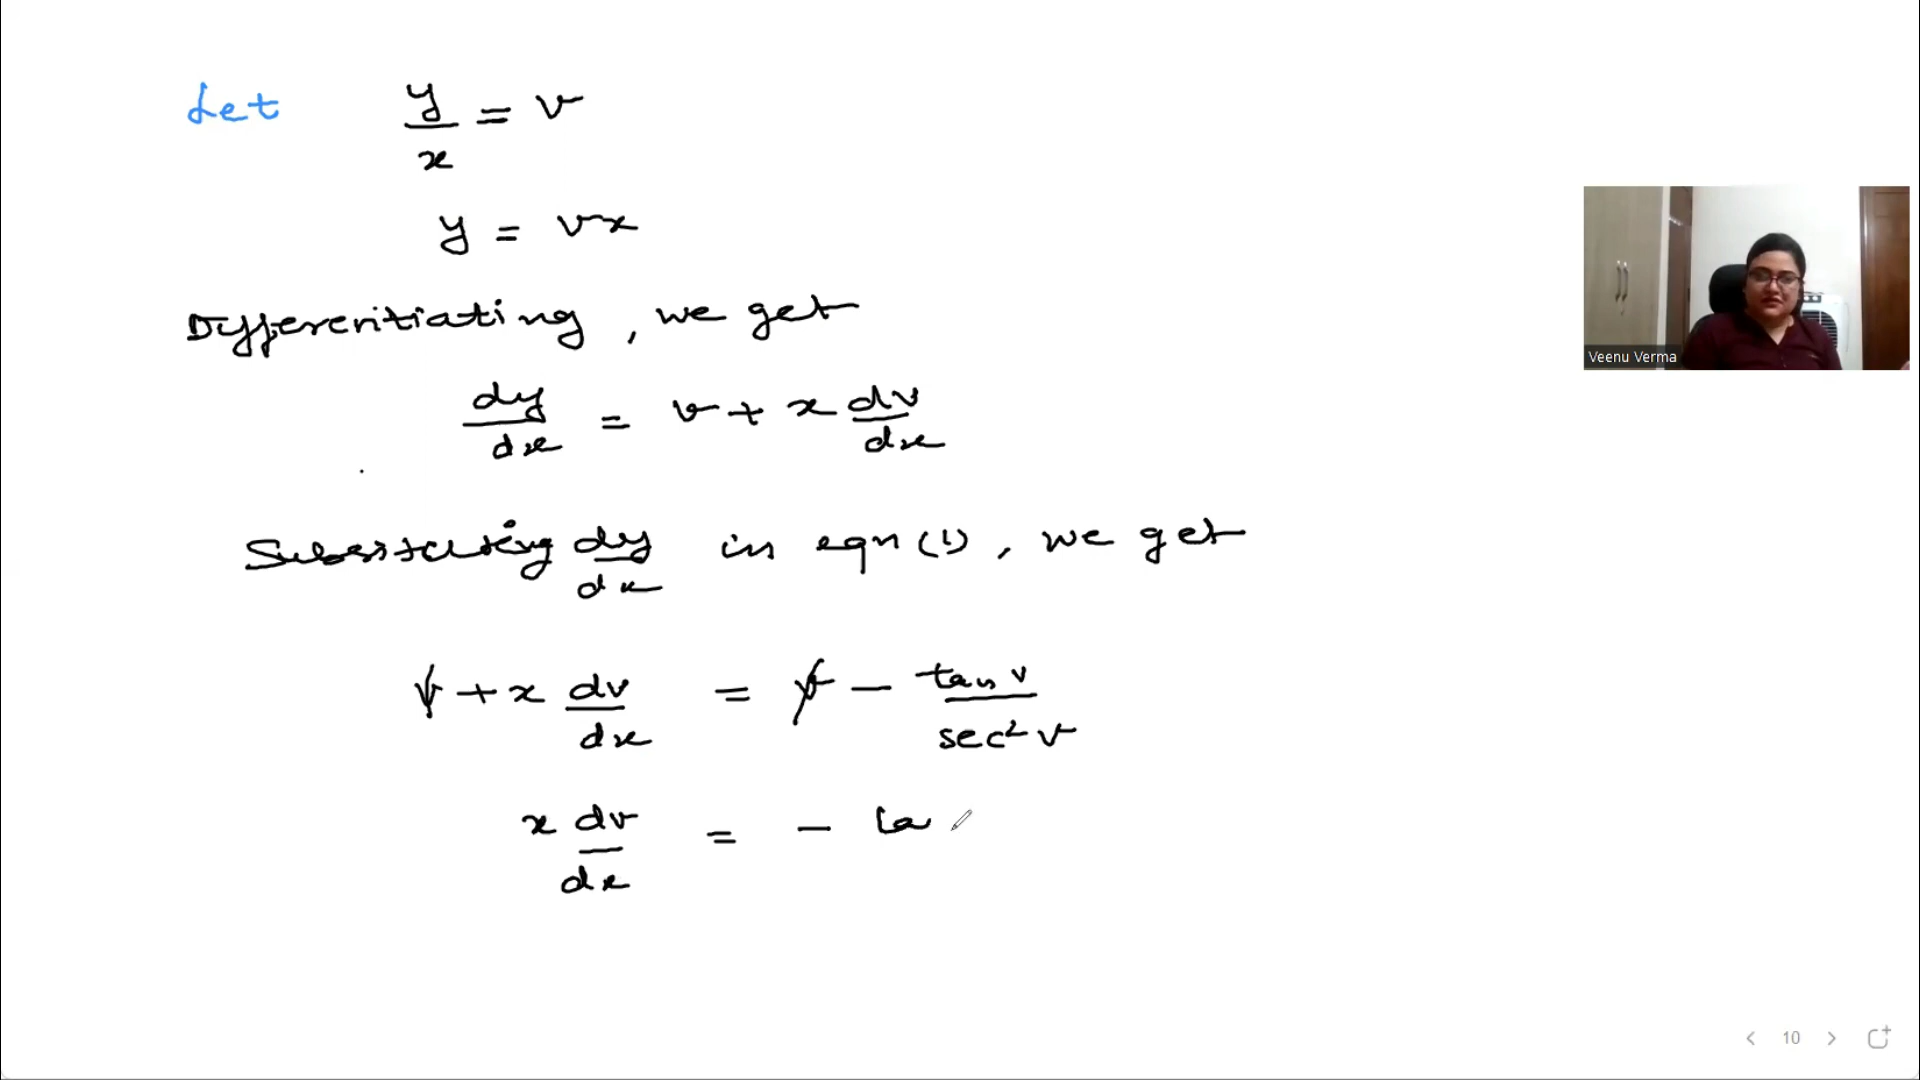 Let y/x = v
y = vx
Differentiating, we get
dy/dx = v + x dv/dx
Substituting dy/dx in eqn (1), we get
v + x dv/dx = v - tan v / sec² v
x dv/dx = - ta
Veenu Verma
10